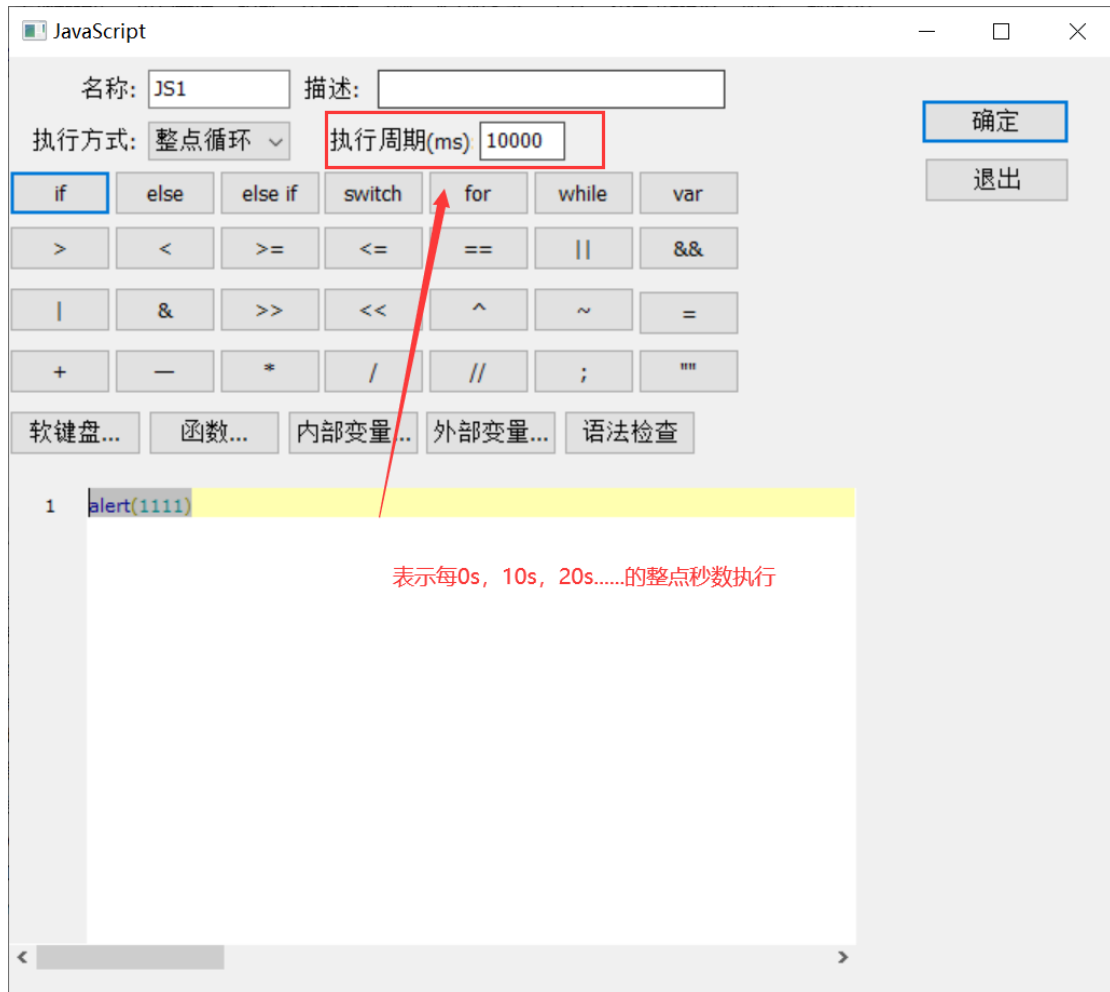 JavaScript
名称: JS1 描述:
执行方式: 整点循环 执行周期(ms): 10000
确定
退出
if else else if switch for while var
> < >= <= == || &&
| & >> << ^ ~ =
+ — * / // ; ""
软键盘... 函数... 内部变量... 外部变量... 语法检查
1 alert(1111)
表示每0s，10s，20s......的整点秒数执行